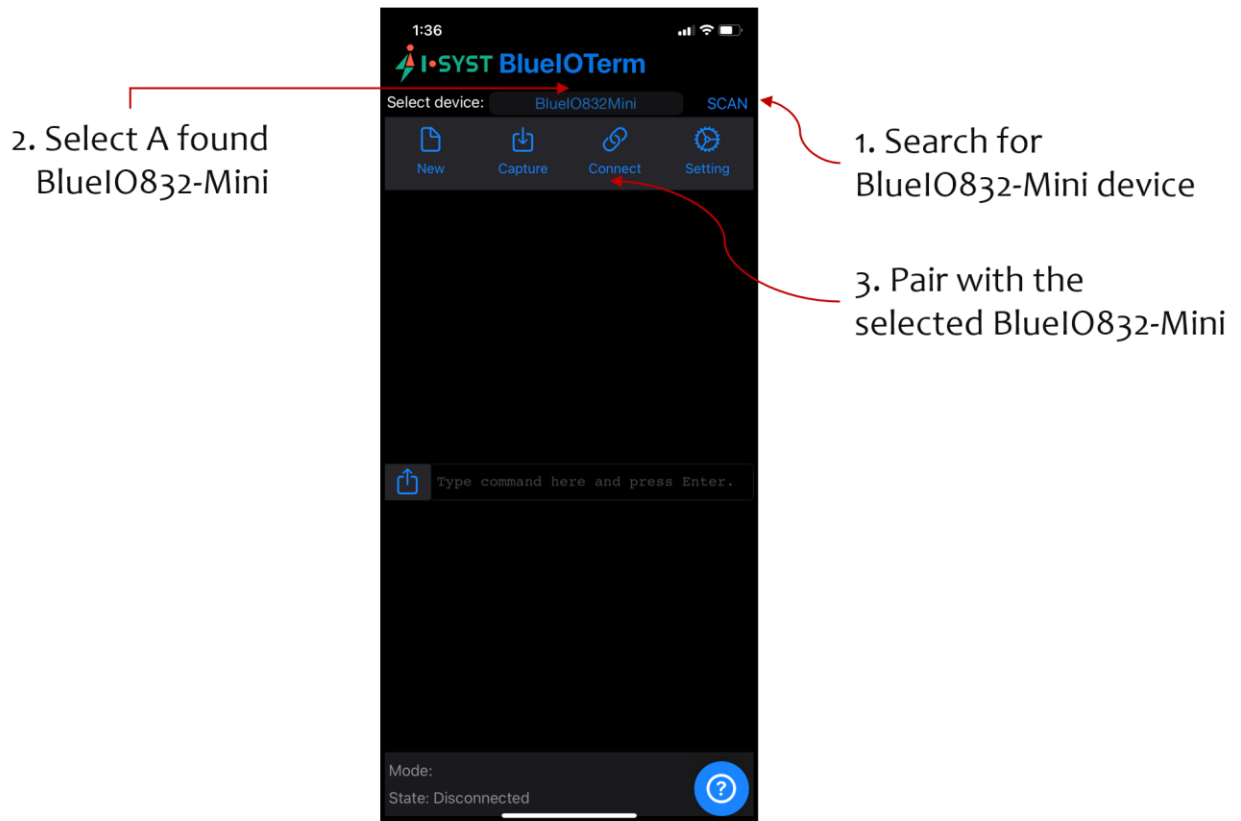 1:36
I•SYST BlueIOTerm
Select device: BlueIO832Mini SCAN
New Capture Connect Setting
2. Select A found
BlueIO832-Mini
1. Search for
BlueIO832-Mini device
3. Pair with the
selected BlueIO832-Mini
Type command here and press Enter.
Mode:
State: Disconnected
?